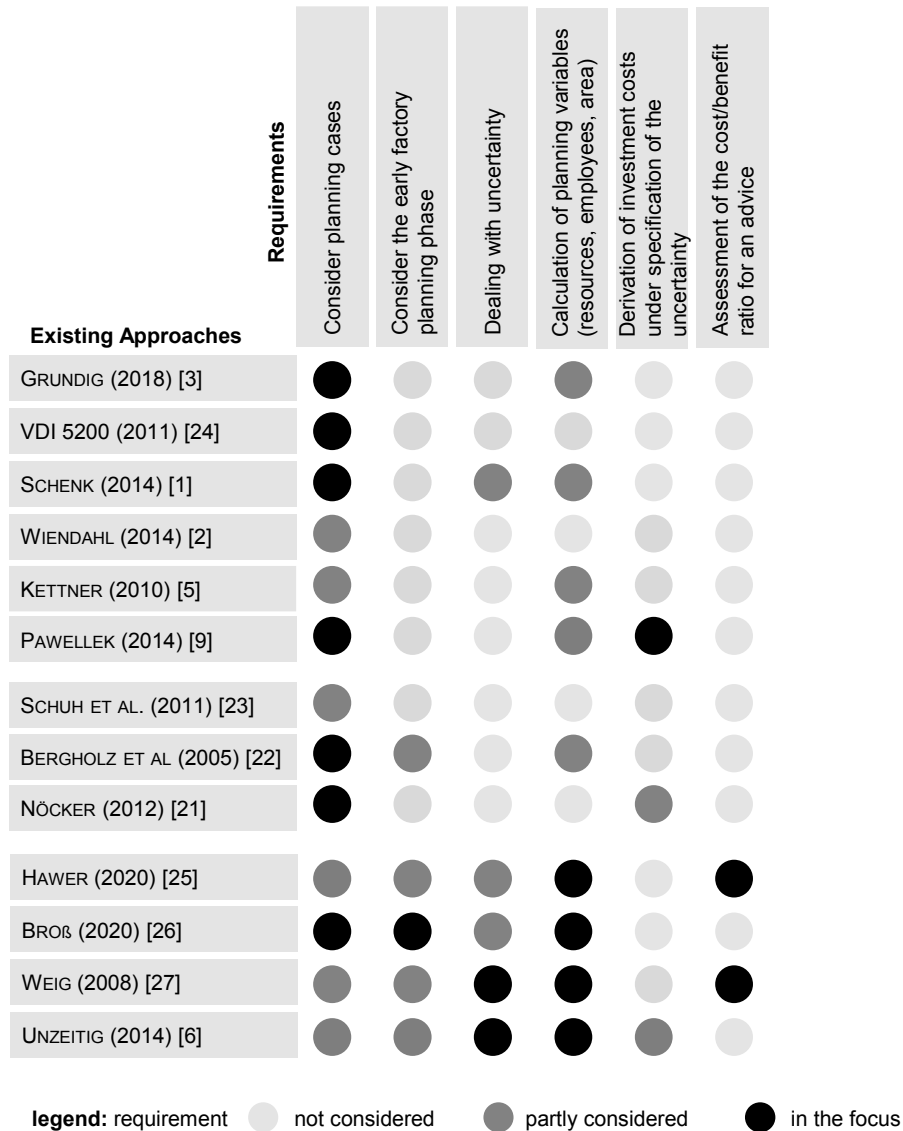 Requirements
Consider planning cases
Consider the early factory
planning phase
Dealing with uncertainty
Calculation of planning variables
(resources, employees, area)
Derivation of investment costs
under specification of the
uncertainty
Assessment of the cost/benefit
ratio for an advice
Existing Approaches
GRUNDIG (2018) [3]
VDI 5200 (2011) [24]
SCHENK (2014) [1]
WIENDAHL (2014) [2]
KETTNER (2010) [5]
PAWELLEK (2014) [9]
SCHUH ET AL. (2011) [23]
BERGHOLZ ET AL (2005) [22]
NÖCKER (2012) [21]
HAWER (2020) [25]
BROß (2020) [26]
WEIG (2008) [27]
UNZEITIG (2014) [6]
legend: requirement not considered partly considered in the focus